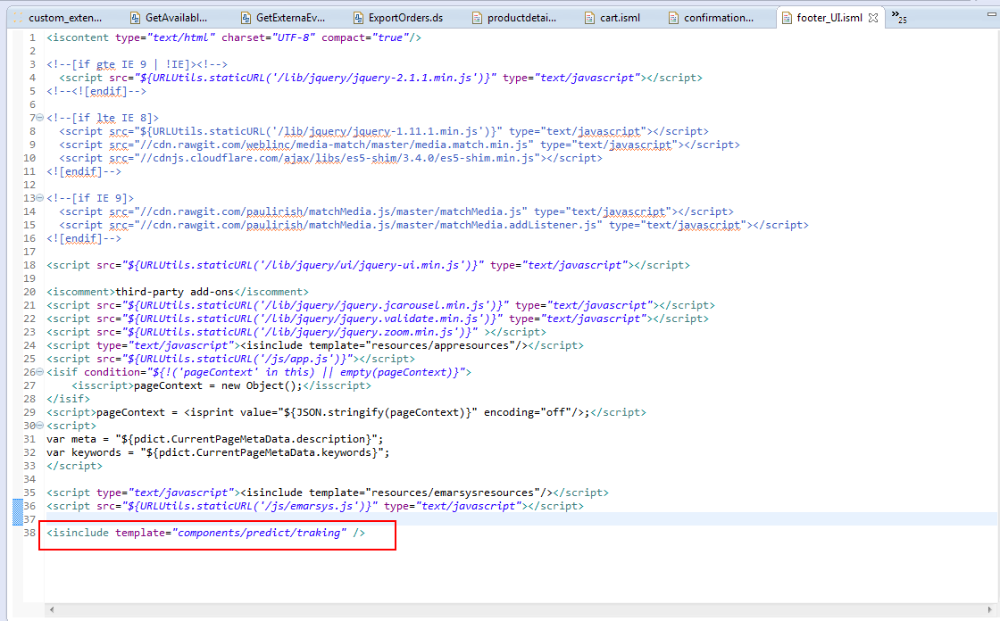 custom_exten... GetAvailabl... GetExternaEv... ExportOrders.ds productdetai... cart.isml confirmation... footer_UI.isml »25
1 <iscontent type="text/html" charset="UTF-8" compact="true"/>
2
3 <!--[if gte IE 9 | !IE]><!-->
4 <script src="${URLUtils.staticURL('/lib/jquery/jquery-2.1.1.min.js')}" type="text/javascript"></script>
5 <!--<![endif]-->
6
7 <!--[if lte IE 8]>
8 <script src="${URLUtils.staticURL('/lib/jquery/jquery-1.11.1.min.js')}" type="text/javascript"></script>
9 <script src="//cdn.rawgit.com/weblinc/media-match/master/media.match.min.js" type="text/javascript"></script>
10 <script src="//cdnjs.cloudflare.com/ajax/libs/es5-shim/3.4.0/es5-shim.min.js"></script>
11 <![endif]-->
12
13 <!--[if IE 9]>
14 <script src="//cdn.rawgit.com/paulirish/matchMedia.js/master/matchMedia.js" type="text/javascript"></script>
15 <script src="//cdn.rawgit.com/paulirish/matchMedia.js/master/matchMedia.addListener.js" type="text/javascript"></script>
16 <![endif]-->
17
18 <script src="${URLUtils.staticURL('/lib/jquery/ui/jquery-ui.min.js')}" type="text/javascript"></script>
19
20 <iscomment>third-party add-ons</iscomment>
21 <script src="${URLUtils.staticURL('/lib/jquery/jquery.jcarousel.min.js')}" type="text/javascript"></script>
22 <script src="${URLUtils.staticURL('/lib/jquery/jquery.validate.min.js')}" type="text/javascript"></script>
23 <script src="${URLUtils.staticURL('/lib/jquery/jquery.zoom.min.js')}" ></script>
24 <script type="text/javascript"><isinclude template="resources/appresources"/></script>
25 <script src="${URLUtils.staticURL('/js/app.js')}"></script>
26 <isif condition="${!('pageContext' in this) || empty(pageContext)}">
27 <isscript>pageContext = new Object();</isscript>
28 </isif>
29 <script>pageContext = <isprint value="${JSON.stringify(pageContext)}" encoding="off"/>;</script>
30 <script>
31 var meta = "${pdict.CurrentPageMetaData.description}";
32 var keywords = "${pdict.CurrentPageMetaData.keywords}";
33 </script>
34
35 <script type="text/javascript"><isinclude template="resources/emarsysresources"/></script>
36 <script src="${URLUtils.staticURL('/js/emarsys.js')}" type="text/javascript"></script>
37
38 <isinclude template="components/predict/traking" />